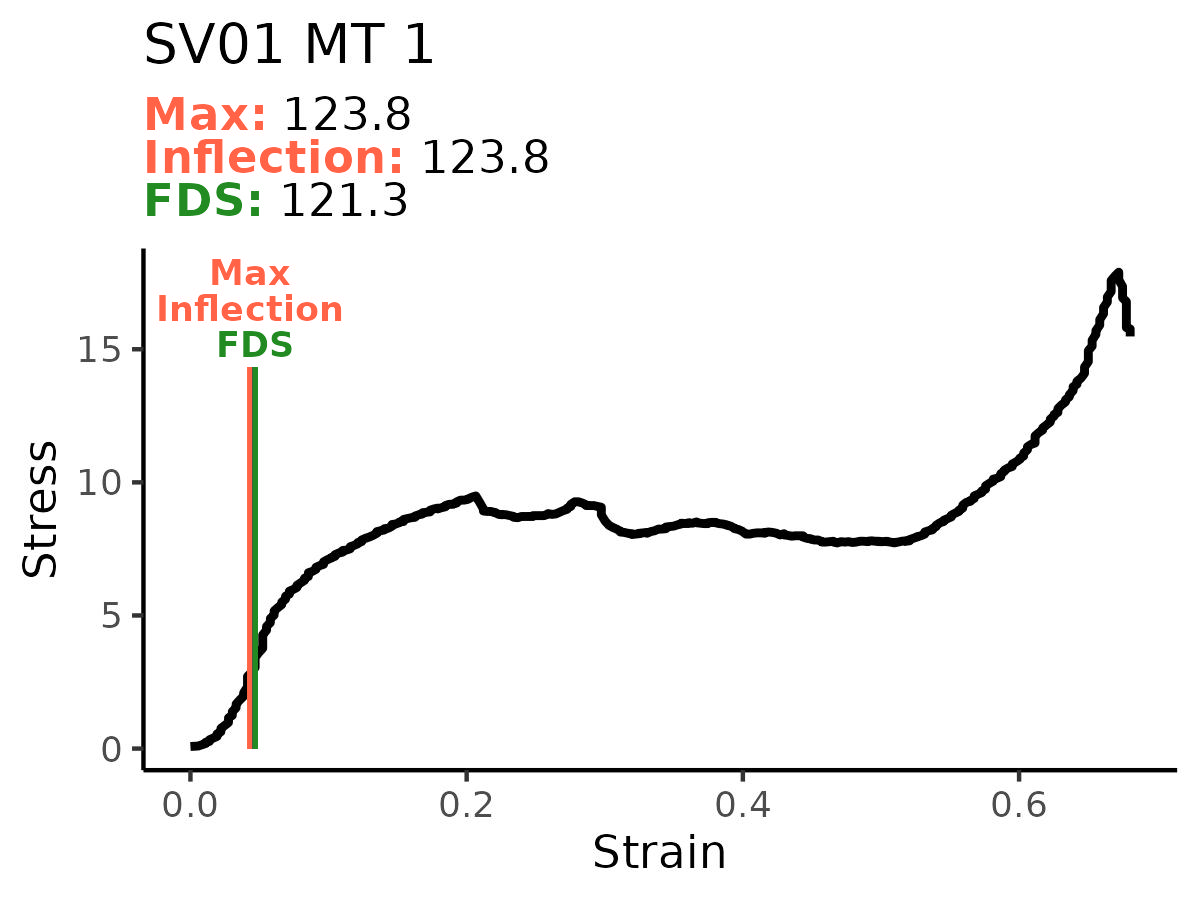 SV01 MT 1
Max: 123.8
Inflection: 123.8
FDS: 121.3
Max
Inflection
FDS
15
10
5
0
Stress
0.0 0.2 0.4 0.6
Strain